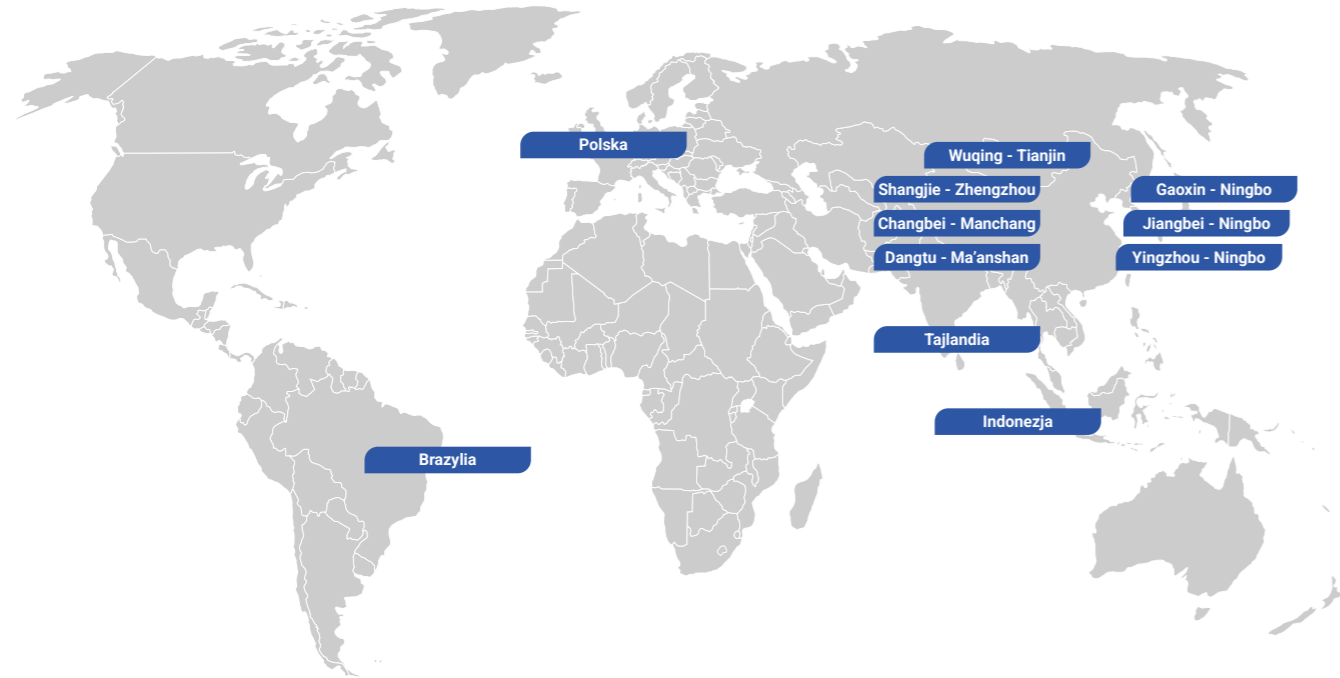 Polska
Wuqing - Tianjin
Shangjie - Zhengzhou
Gaoxin - Ningbo
Changbei - Manchang
Jiangbei - Ningbo
Dangtu - Ma’anshan
Yingzhou - Ningbo
Tajlandia
Indonezja
Brazylia